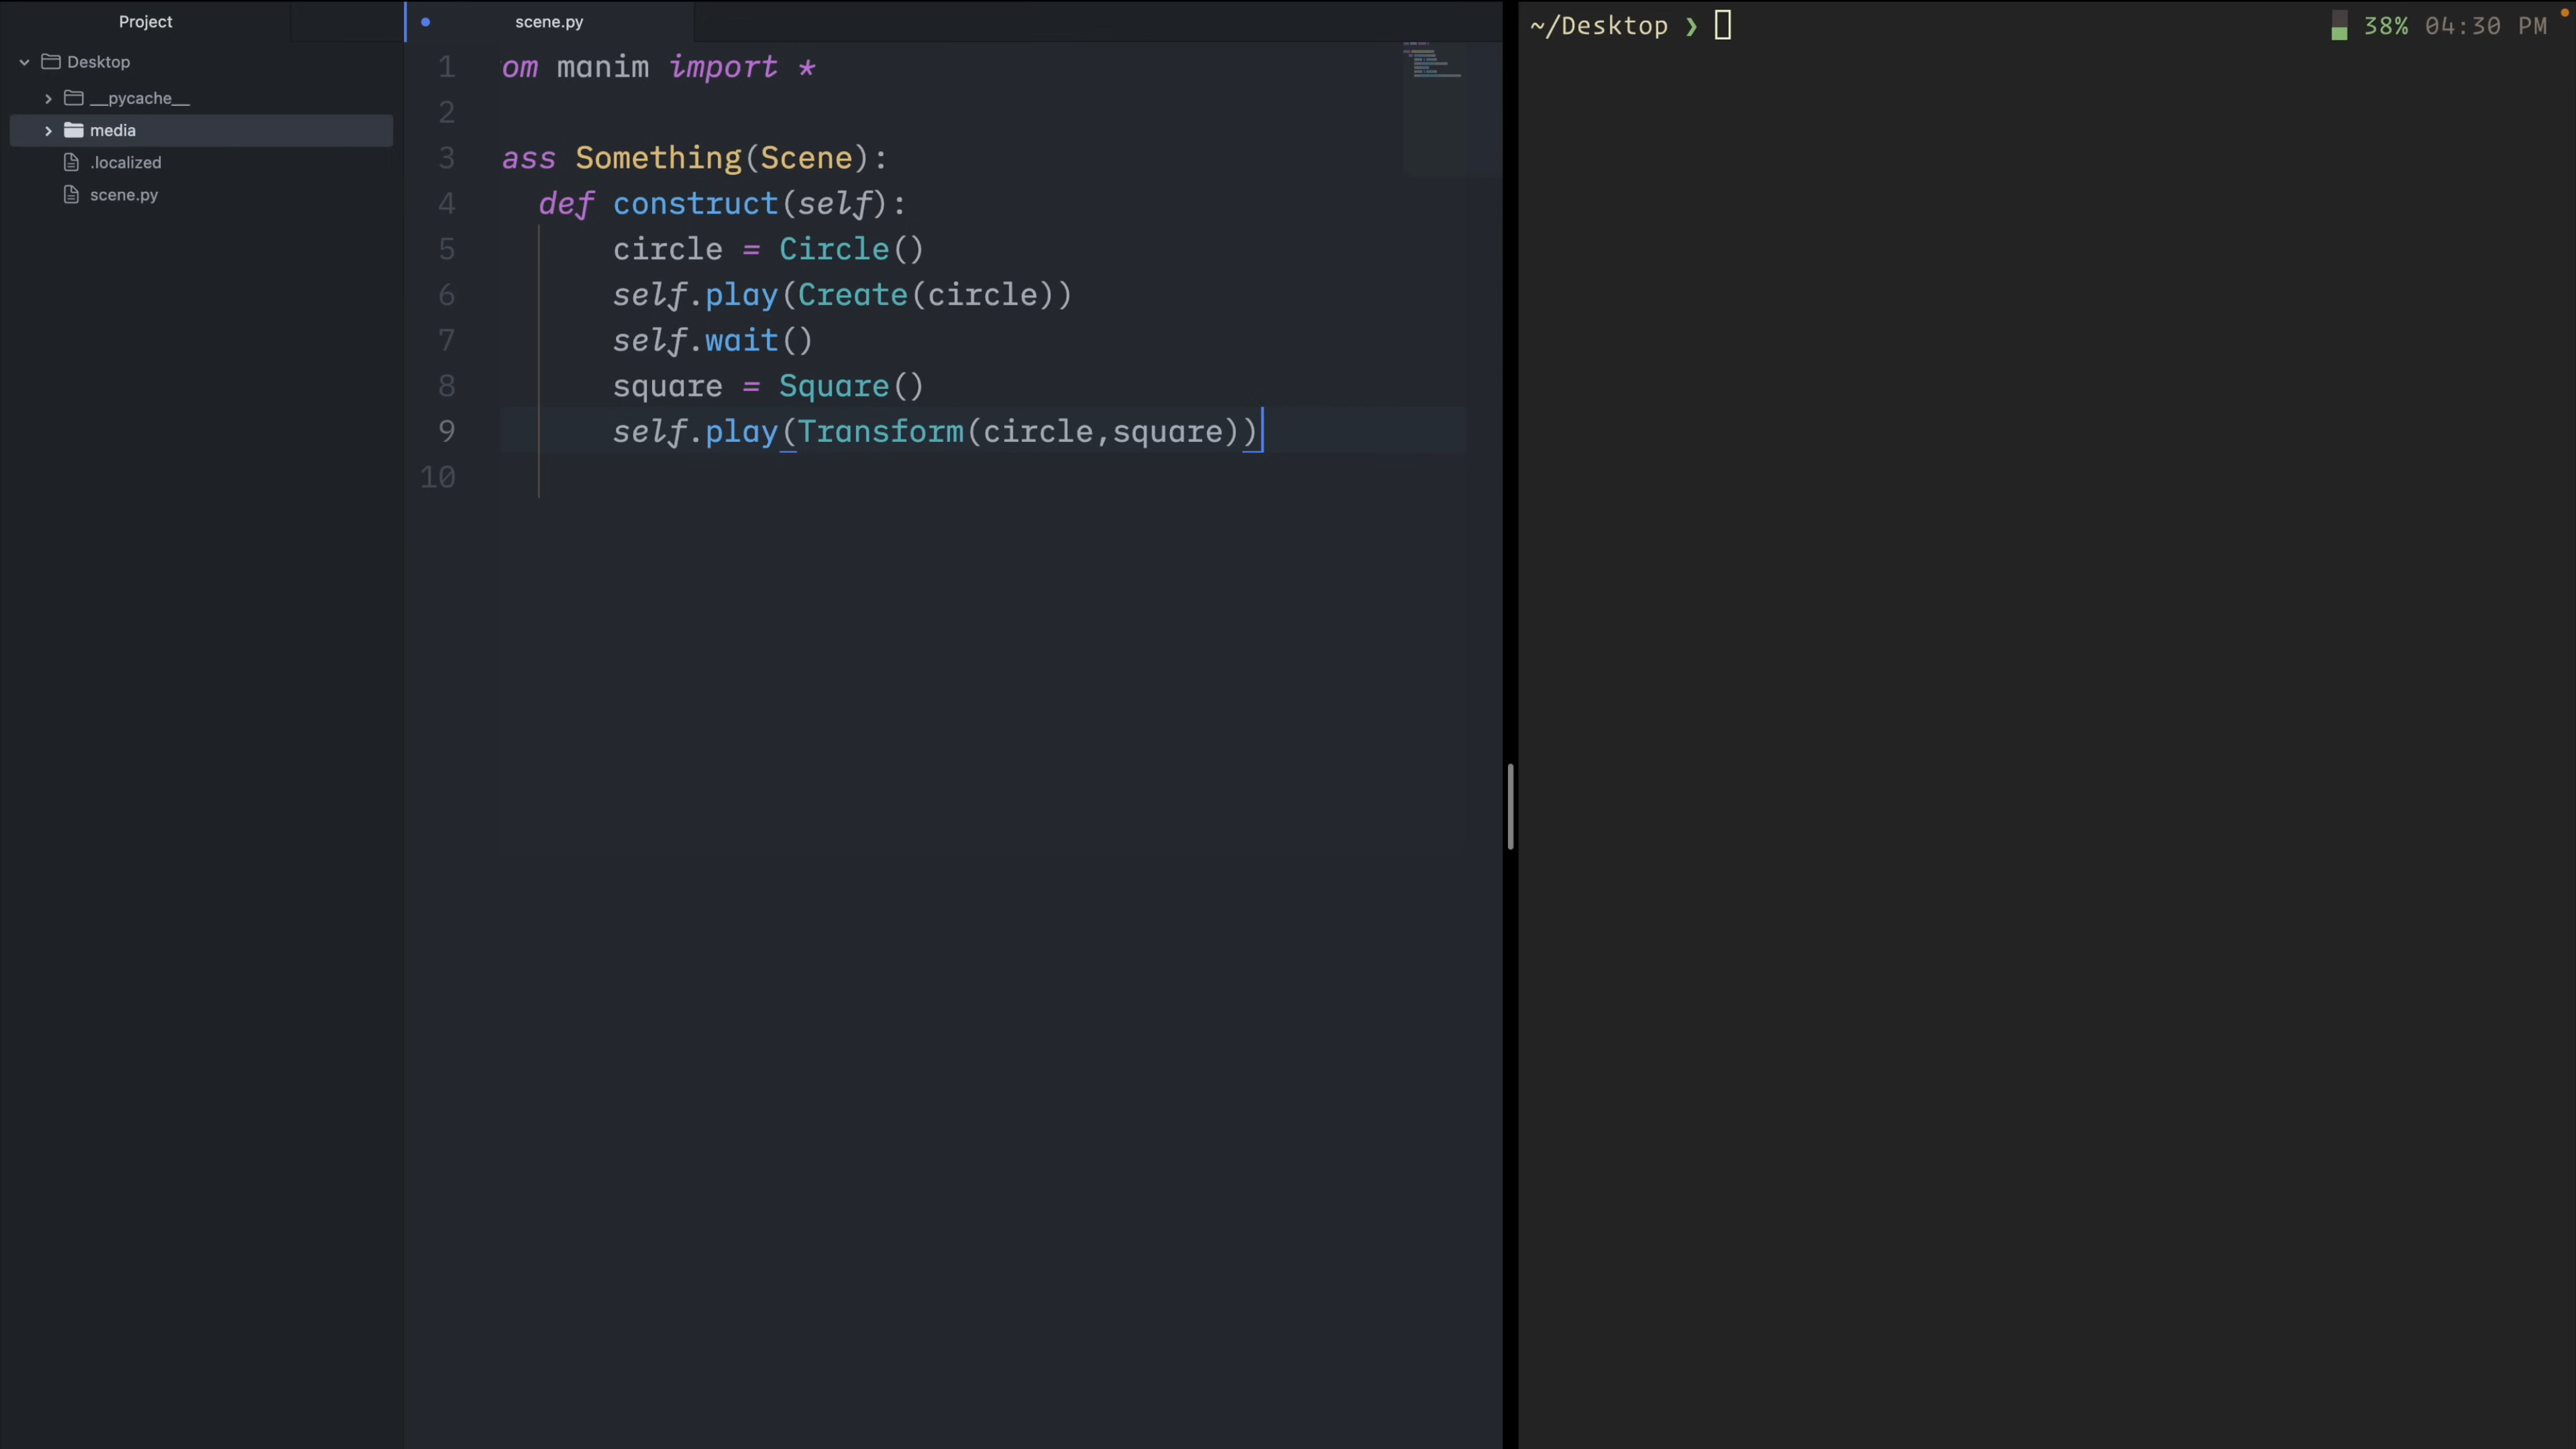 Project
Desktop
__pycache__
media
.localized
scene.py
scene.py
1 om manim import *
2
3 ass Something(Scene):
4 def construct(self):
5 circle = Circle()
6 self.play(Create(circle))
7 self.wait()
8 square = Square()
9 self.play(Transform(circle,square))
10
~/Desktop ❯
38% 04:30 PM